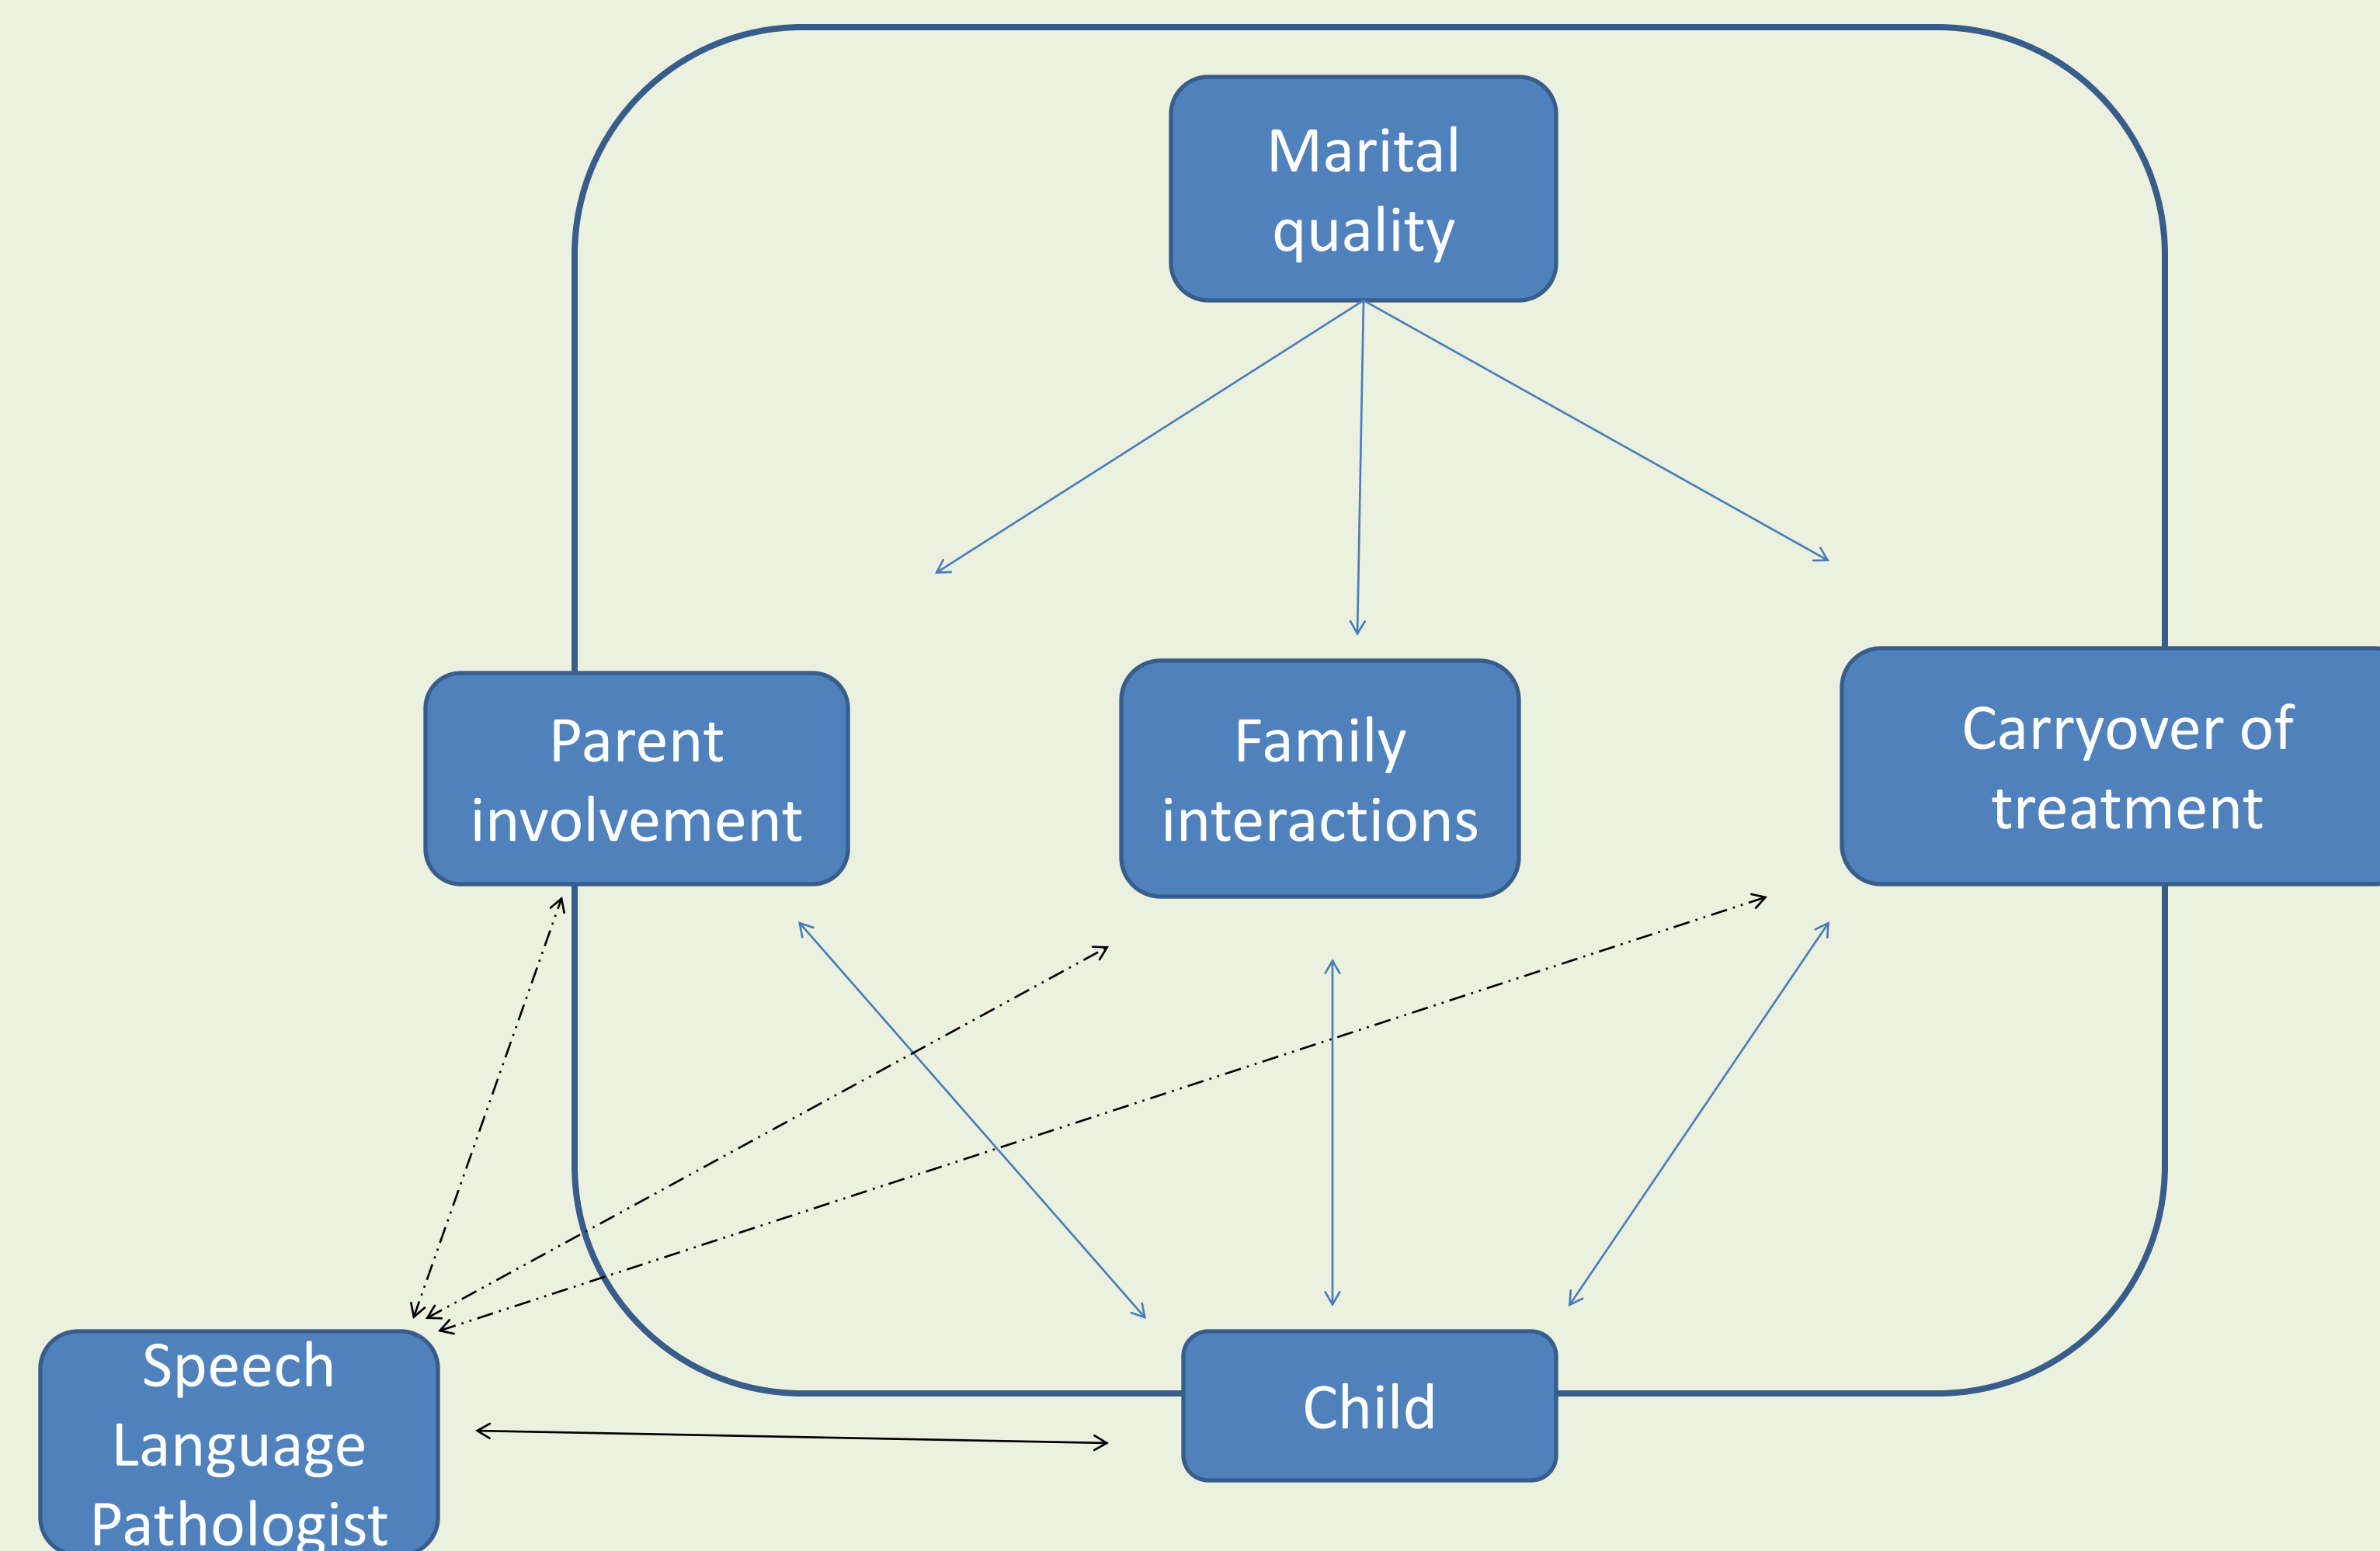 Marital
quality
Parent
involvement
Family
interactions
Carryover of
treatment
Speech
Language
Pathologist
Child